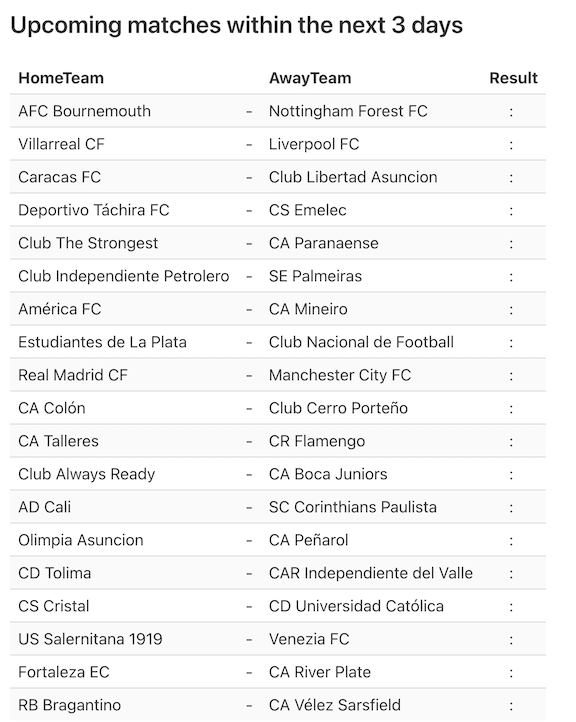 Upcoming matches within the next 3 days
HomeTeam AwayTeam Result
AFC Bournemouth - Nottingham Forest FC :
Villarreal CF - Liverpool FC :
Caracas FC - Club Libertad Asuncion :
Deportivo Táchira FC - CS Emelec :
Club The Strongest - CA Paranaense :
Club Independiente Petrolero - SE Palmeiras :
América FC - CA Mineiro :
Estudiantes de La Plata - Club Nacional de Football :
Real Madrid CF - Manchester City FC :
CA Colón - Club Cerro Porteño :
CA Talleres - CR Flamengo :
Club Always Ready - CA Boca Juniors :
AD Cali - SC Corinthians Paulista :
Olimpia Asuncion - CA Peñarol :
CD Tolima - CAR Independiente del Valle :
CS Cristal - CD Universidad Católica :
US Salernitana 1919 - Venezia FC :
Fortaleza EC - CA River Plate :
RB Bragantino - CA Vélez Sarsfield :